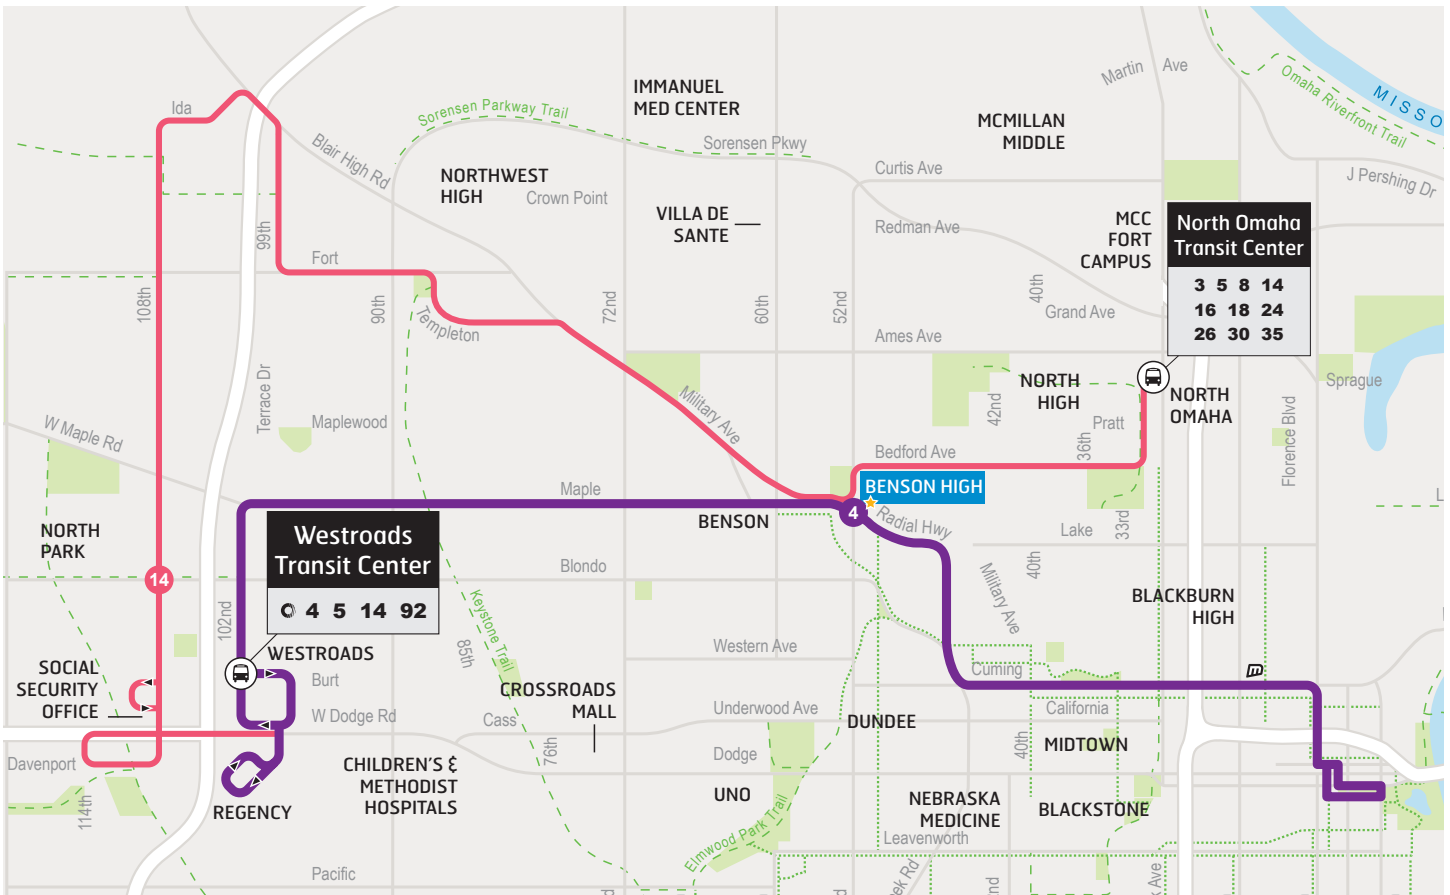 Ida
Blair High Rd
Sorensen Parkway Trail
IMMANUEL
MED CENTER
Sorensen Pkwy
MCMILLAN
MIDDLE
Martin Ave
Omaha Riverfront Trail
MISSO
J Pershing Dr
Curtis Ave
NORTHWEST
HIGH
Crown Point
VILLA DE
SANTE
Redman Ave
MCC
FORT
CAMPUS
North Omaha
Transit Center
3 5 8 14
16 18 24
26 30 35
99th
Fort
108th
90th
Templeton
72nd
60th
52nd
40th
Grand Ave
Ames Ave
Terrace Dr
Maplewood
W Maple Rd
Military Ave
NORTH
HIGH
42nd
Pratt
36th
NORTH
OMAHA
Sprague
Florence Blvd
Bedford Ave
BENSON HIGH
Maple
BENSON
4
Radial Hwy
Lake
33rd
NORTH
PARK
Westroads
Transit Center
4 5 14 92
14
Blondo
40th
Military Ave
BLACKBURN
HIGH
102nd
Keystone Trail
85th
Western Ave
Cuming
WESTROADS
Burt
SOCIAL
SECURITY
OFFICE
W Dodge Rd
CROSSROADS
MALL
Cass
Underwood Ave
DUNDEE
California
Davenport
76th
Dodge
40th
MIDTOWN
CHILDREN'S &
METHODIST
HOSPITALS
114th
REGENCY
UNO
NEBRASKA
MEDICINE
BLACKSTONE
Elmwood Park Trail
Leavenworth
Pacific
Ave